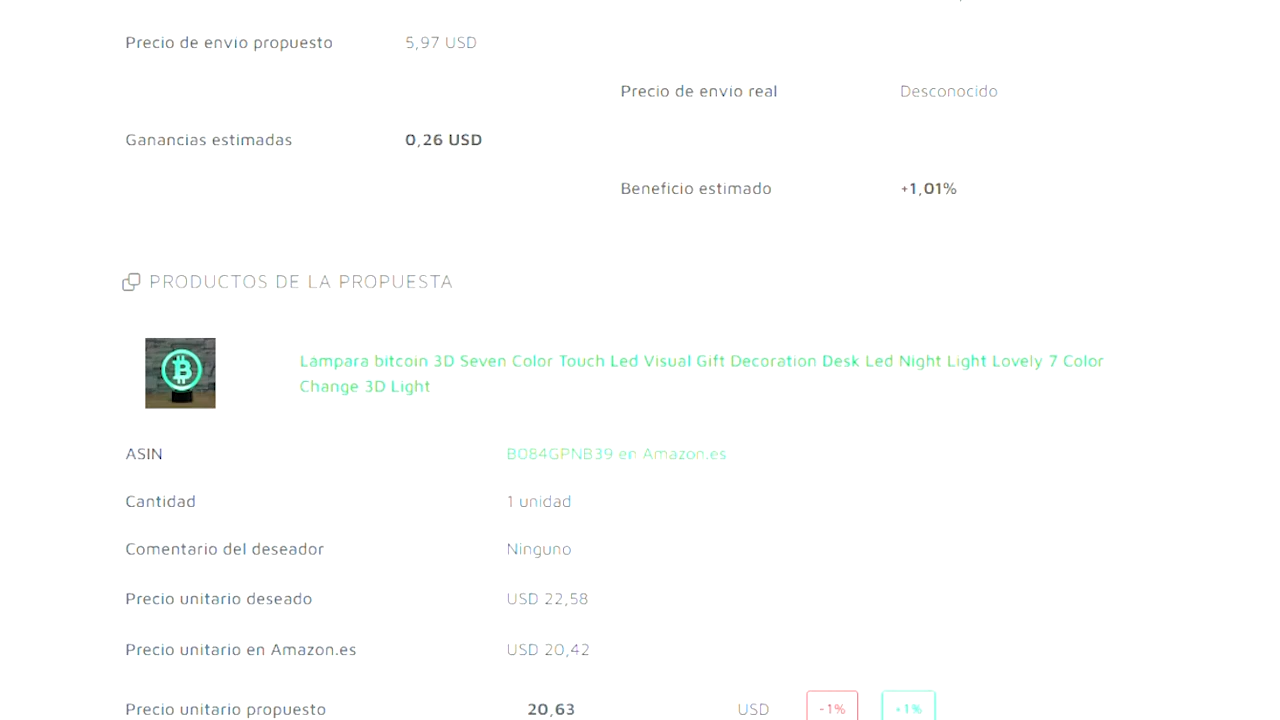 Precio de envio propuesto 5,97 USD
Precio de envio real Desconocido
Ganancias estimadas 0,26 USD
Beneficio estimado +1,01%
PRODUCTOS DE LA PROPUESTA
Lampara bitcoin 3D Seven Color Touch Led Visual Gift Decoration Desk Led Night Light Lovely 7 Color
Change 3D Light
ASIN B084GPNB39 en Amazon.es
Cantidad 1 unidad
Comentario del deseador Ninguno
Precio unitario deseado USD 22,58
Precio unitario en Amazon.es USD 20,42
Precio unitario propuesto 20,63 USD -1% +1%